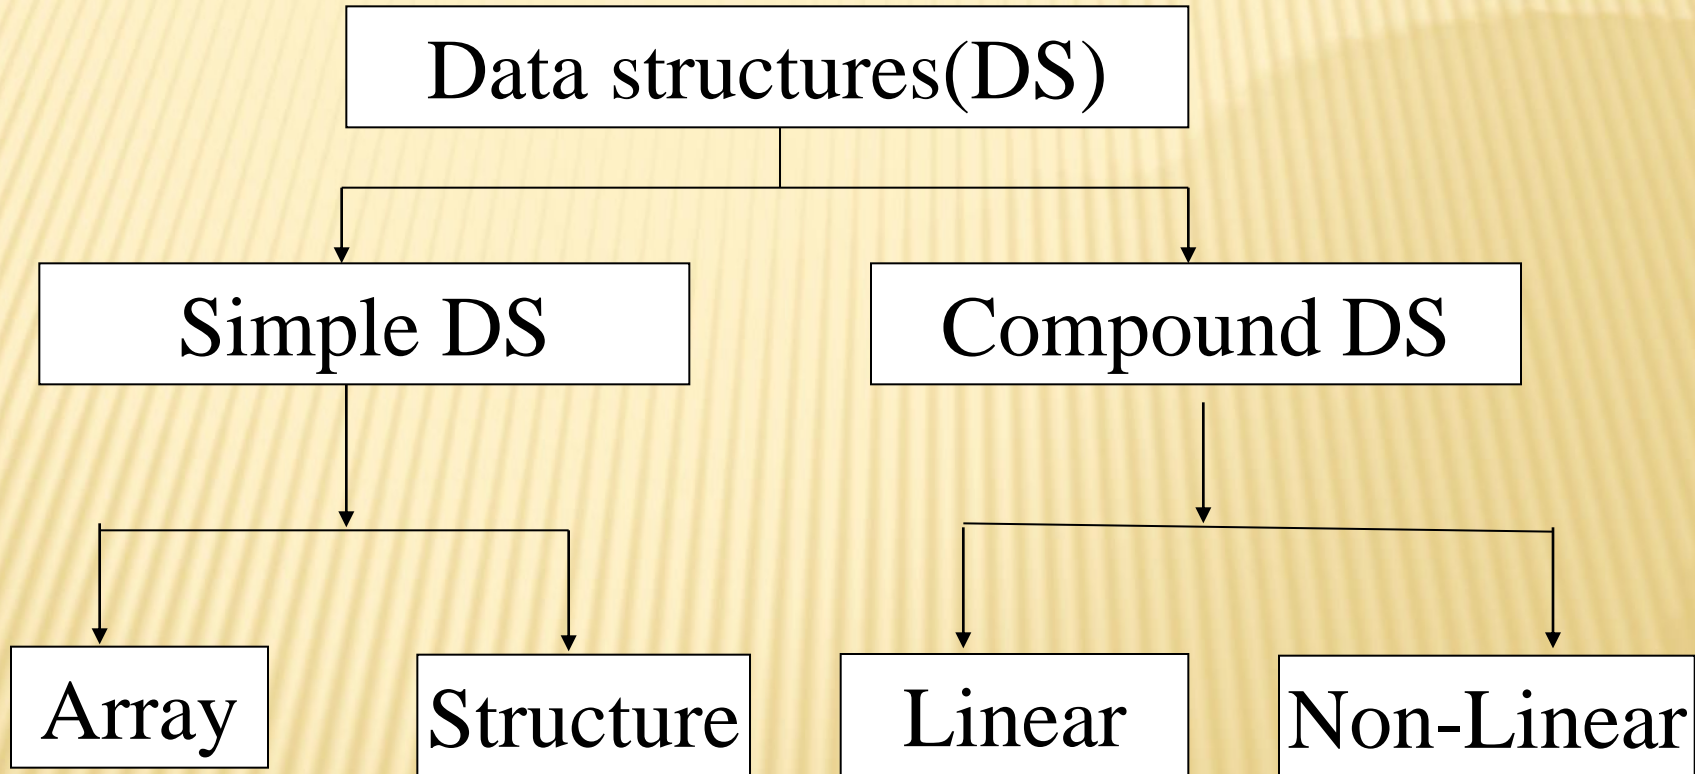 Data structures(DS)
Simple DS
Compound DS
Array
Structure
Linear
Non-Linear